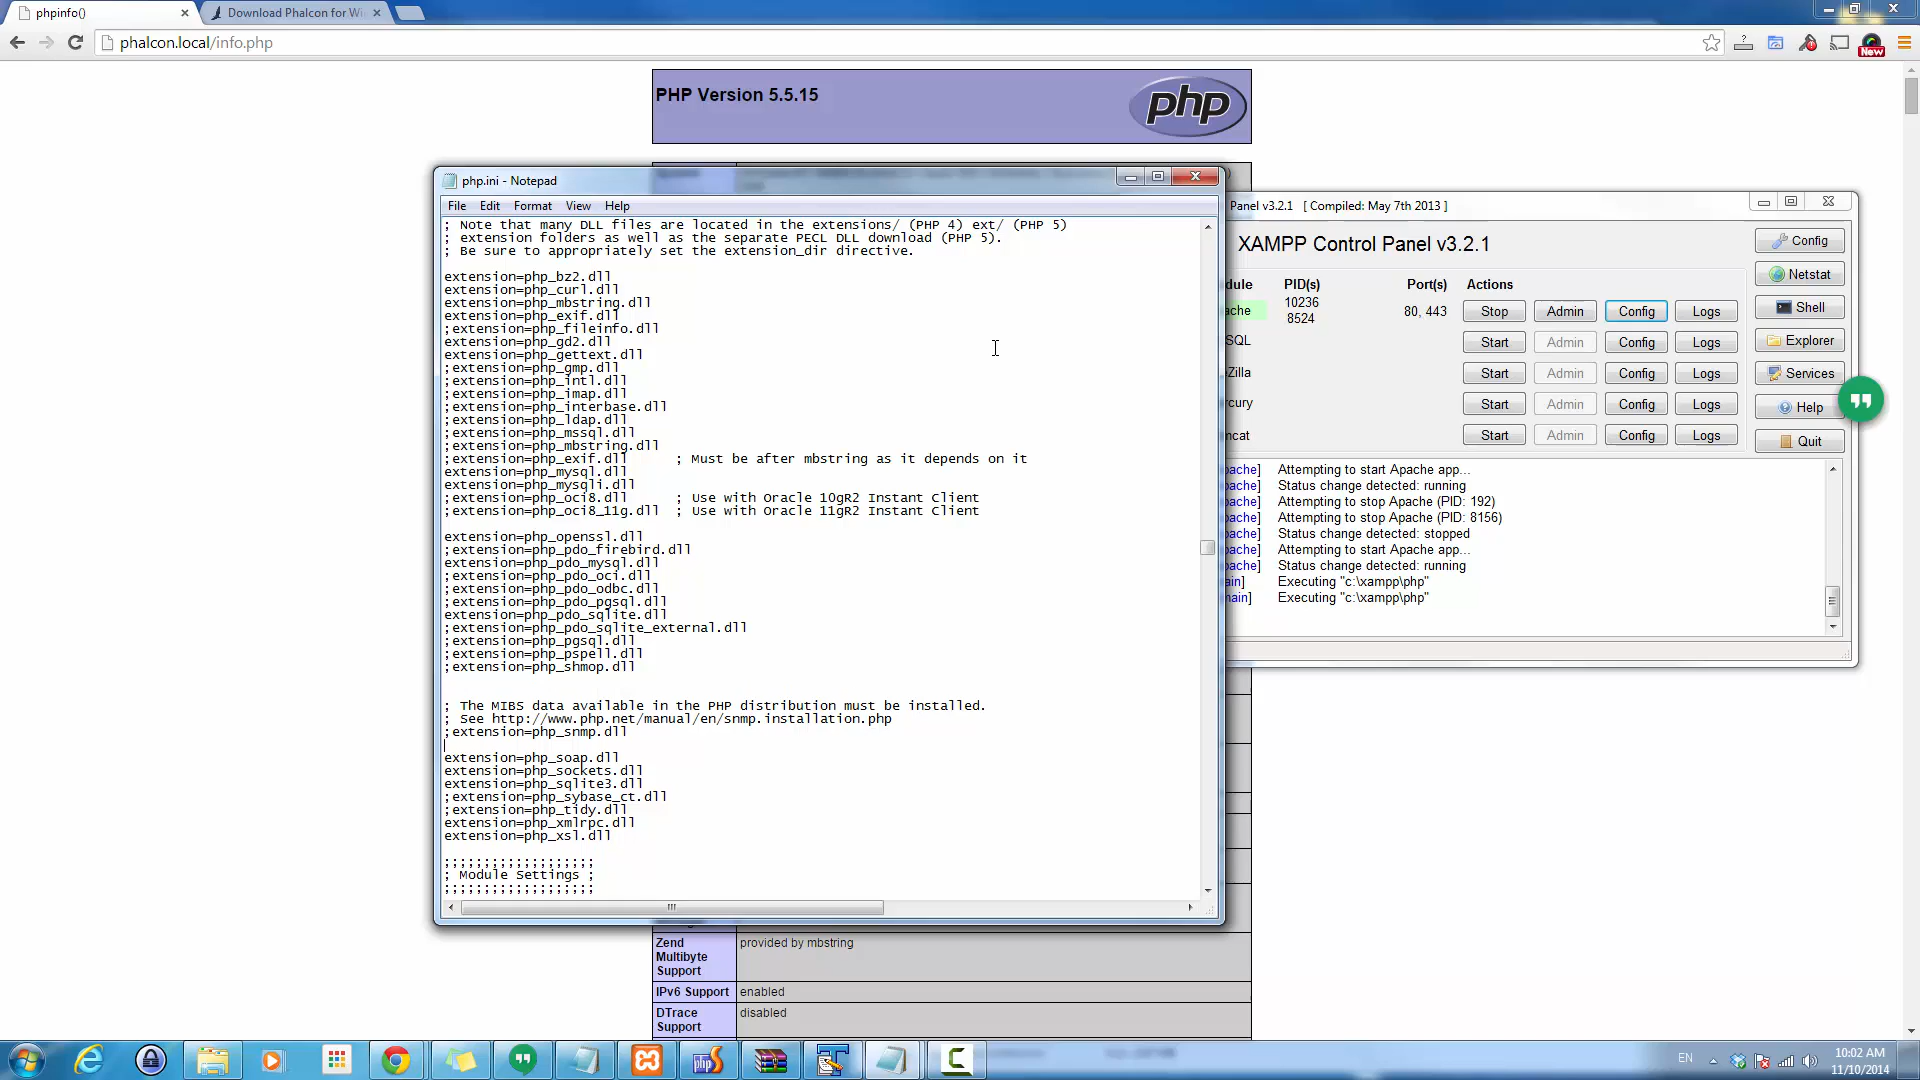 phpinfo()
Download Phalcon for Wi
phalcon.local/info.php
New
PHP Version 5.5.15
php
php.ini - Notepad
File Edit Format View Help
; Note that many DLL files are located in the extensions/ (PHP 4) ext/ (PHP 5)
; extension folders as well as the separate PECL DLL download (PHP 5).
; Be sure to appropriately set the extension_dir directive.
extension=php_bz2.dll
extension=php_curl.dll
extension=php_mbstring.dll
extension=php_exif.dll
;extension=php_fileinfo.dll
extension=php_gd2.dll
extension=php_gettext.dll
;extension=php_gmp.dll
;extension=php_intl.dll
;extension=php_imap.dll
;extension=php_interbase.dll
;extension=php_ldap.dll
;extension=php_mssql.dll
;extension=php_mbstring.dll
;extension=php_exif.dll ; Must be after mbstring as it depends on it
extension=php_mysql.dll
extension=php_mysqli.dll
;extension=php_oci8.dll ; Use with Oracle 10gR2 Instant Client
;extension=php_oci8_11g.dll ; Use with Oracle 11gR2 Instant Client
extension=php_openssl.dll
;extension=php_pdo_firebird.dll
extension=php_pdo_mysql.dll
;extension=php_pdo_oci.dll
;extension=php_pdo_odbc.dll
;extension=php_pdo_pgsql.dll
extension=php_pdo_sqlite.dll
;extension=php_pdo_sqlite_external.dll
;extension=php_pgsql.dll
;extension=php_pspell.dll
;extension=php_shmop.dll
; The MIBS data available in the PHP distribution must be installed.
; See http://www.php.net/manual/en/snmp.installation.php
;extension=php_snmp.dll
extension=php_soap.dll
extension=php_sockets.dll
extension=php_sqlite3.dll
;extension=php_sybase_ct.dll
;extension=php_tidy.dll
extension=php_xmlrpc.dll
extension=php_xsl.dll
;;;;;;;;;;;;;;;;;;;
; Module Settings ;
;;;;;;;;;;;;;;;;;;;
Panel v3.2.1 [ Compiled: May 7th 2013 ]
XAMPP Control Panel v3.2.1
Config
dule PID(s) Port(s) Actions
Netstat
ache 10236 8524 80, 443 Stop Admin Config Logs
Shell
SQL Start Admin Config Logs
Explorer
Zilla Start Admin Config Logs
Services
rcury Start Admin Config Logs
Help
mcat Start Admin Config Logs
Quit
pache] Attempting to start Apache app...
pache] Status change detected: running
pache] Attempting to stop Apache (PID: 192)
pache] Attempting to stop Apache (PID: 8156)
pache] Status change detected: stopped
pache] Attempting to start Apache app...
pache] Status change detected: running
ain] Executing "c:\xampp\php"
nain] Executing "c:\xampp\php"
Zend Multibyte Support provided by mbstring
IPv6 Support enabled
DTrace Support disabled
EN
10:02 AM
11/10/2014